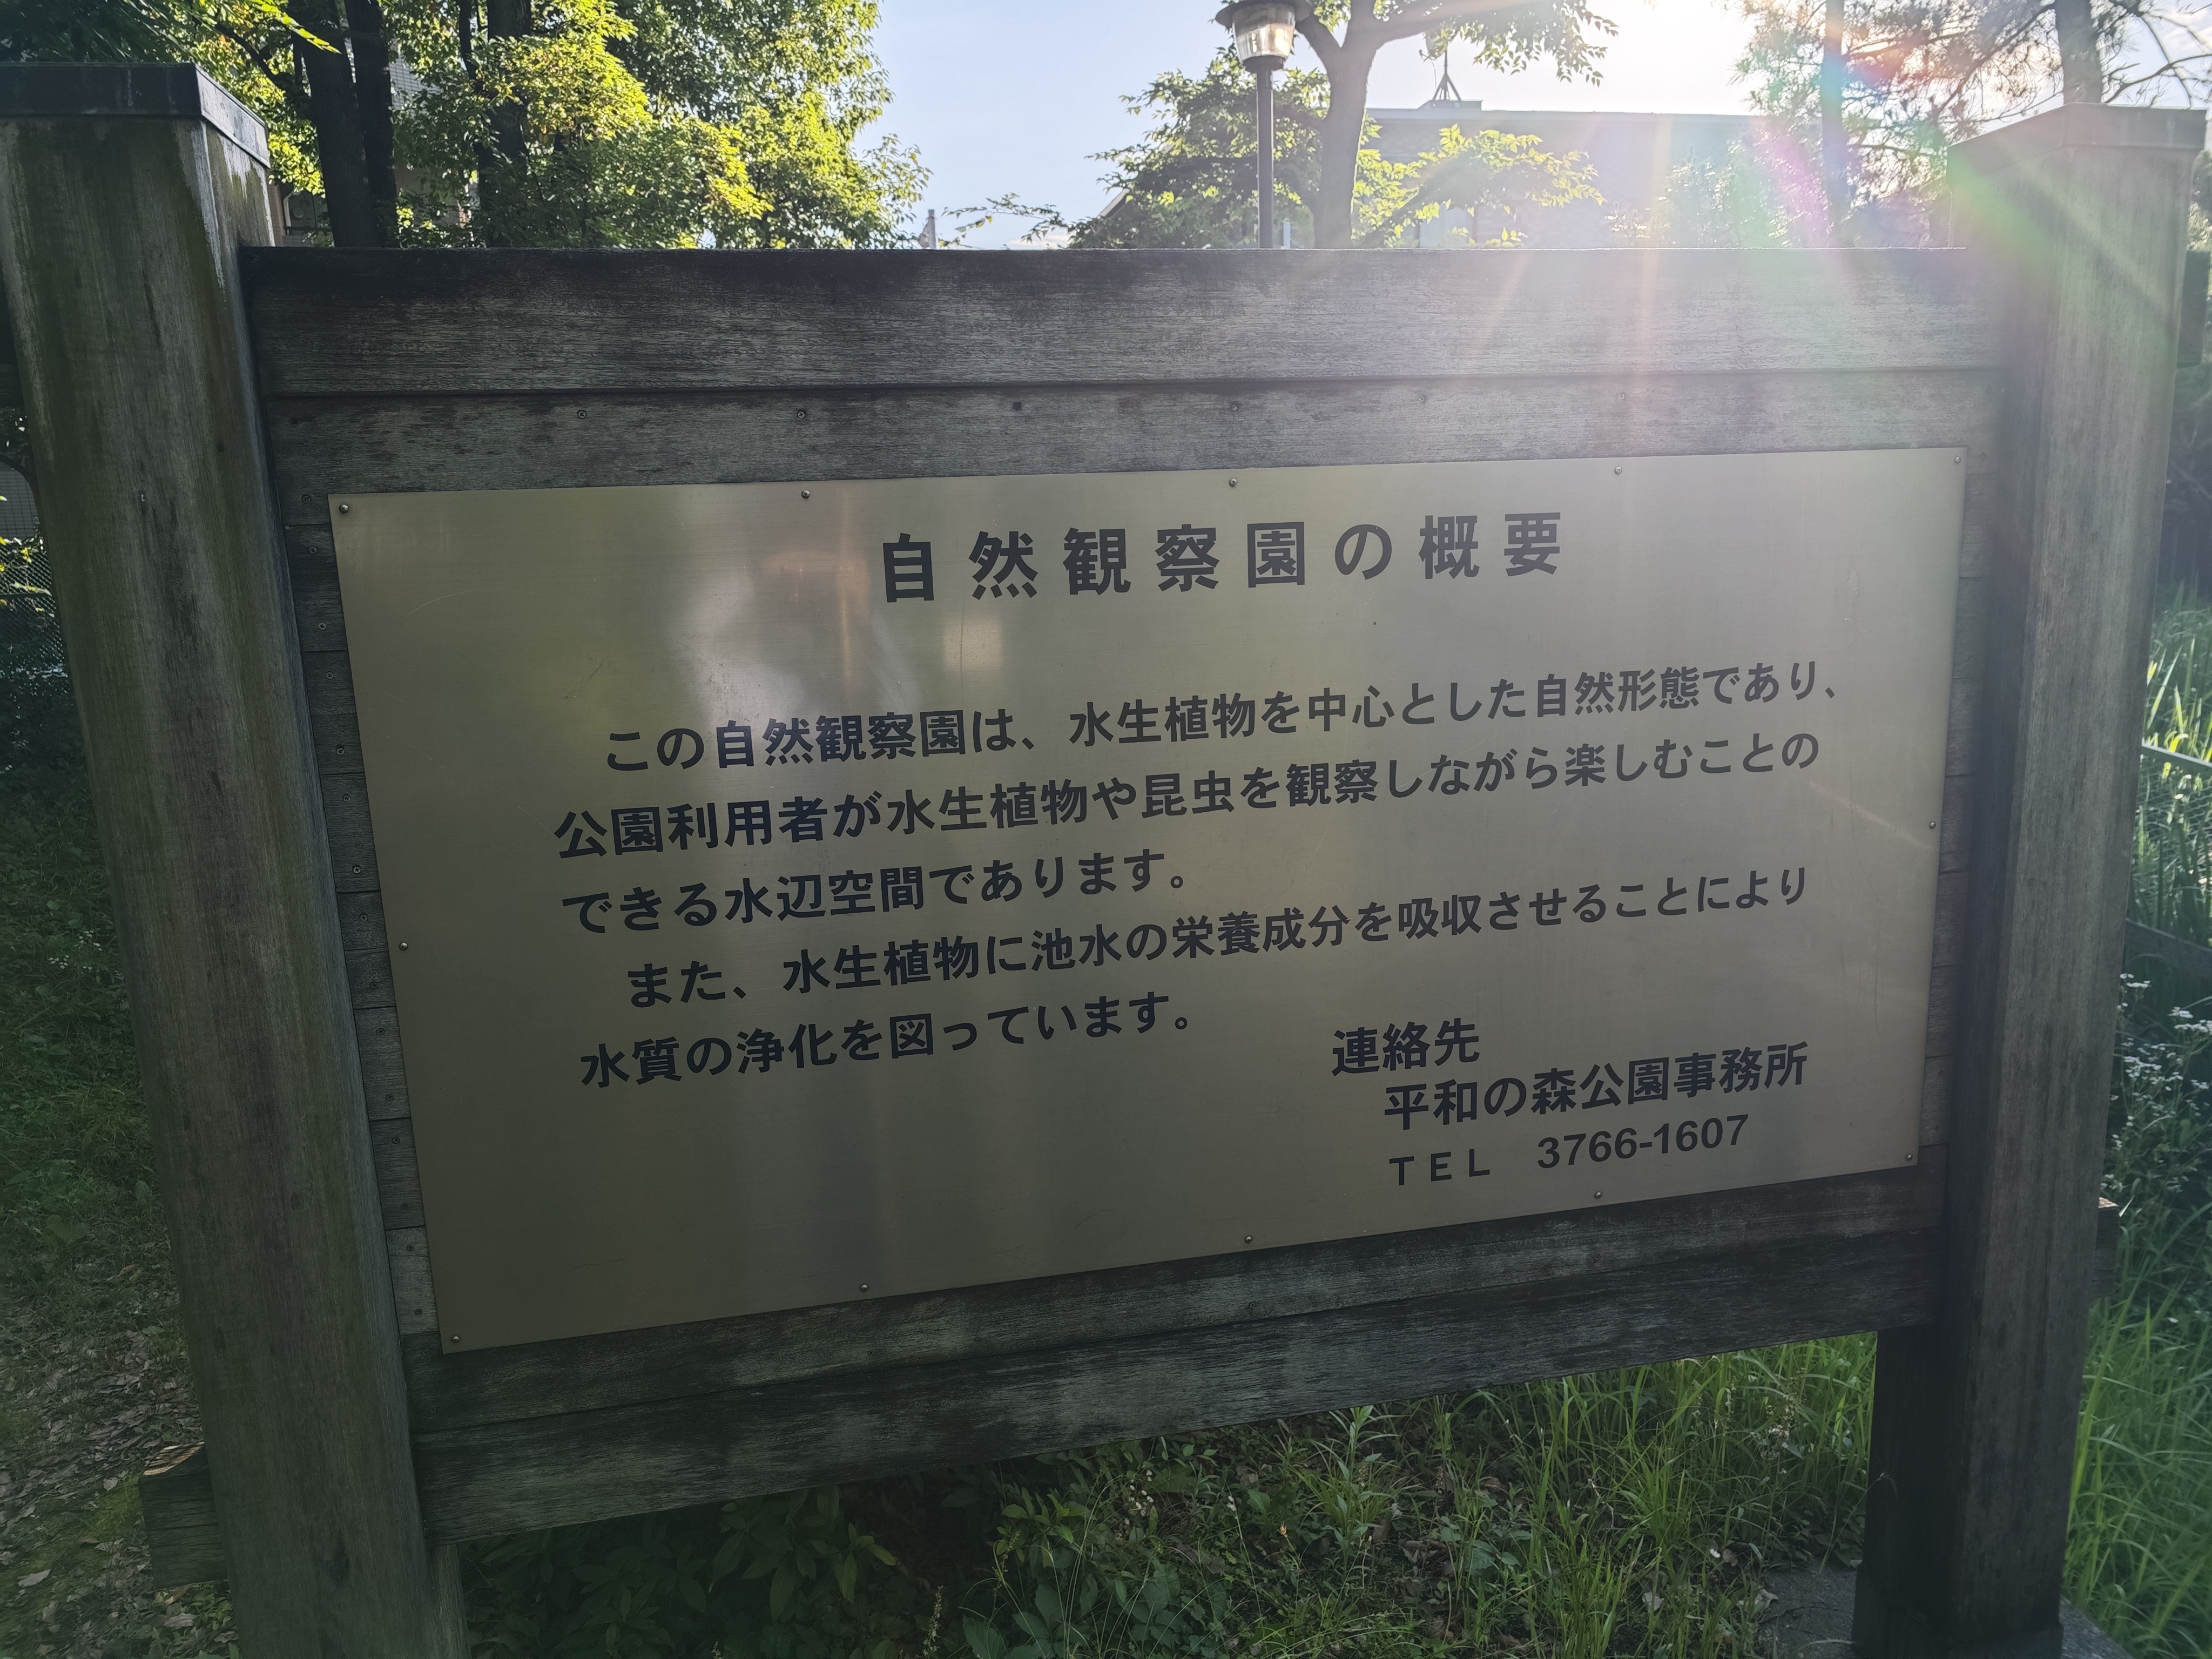 自然観察園の概要
この自然観察園は、水生植物を中心とした自然形態であり、
公園利用者が水生植物や昆虫を観察しながら楽しむことの
できる水辺空間であります。
また、水生植物に池水の栄養成分を吸収させることにより
水質の浄化を図っています。
連絡先
平和の森公園事務所
ＴＥＬ　3766-1607